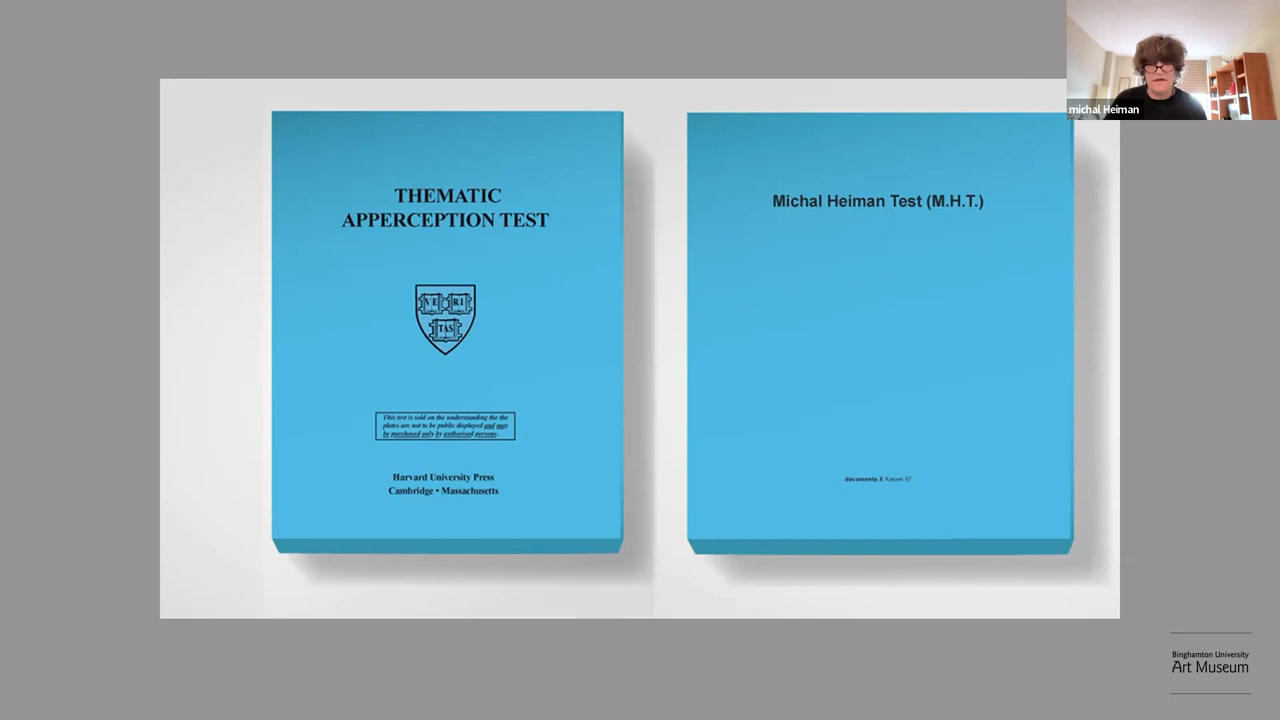 michal Heiman
THEMATIC
APPERCEPTION TEST
VE RI
TAS
This test is sold on the understanding the the
plates are not to be public displayed and may
be purchased only by authorised persons.
Harvard University Press
Cambridge • Massachusetts
Michal Heiman Test (M.H.T.)
documenta X Kassel 97
Binghamton University
Art Museum